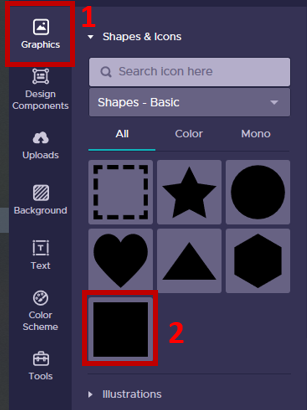 1
Graphics
Shapes & Icons
Search icon here
Design
Components
Shapes - Basic
Uploads
All Color Mono
Background
Text
Color
Scheme
2
Tools
Illustrations